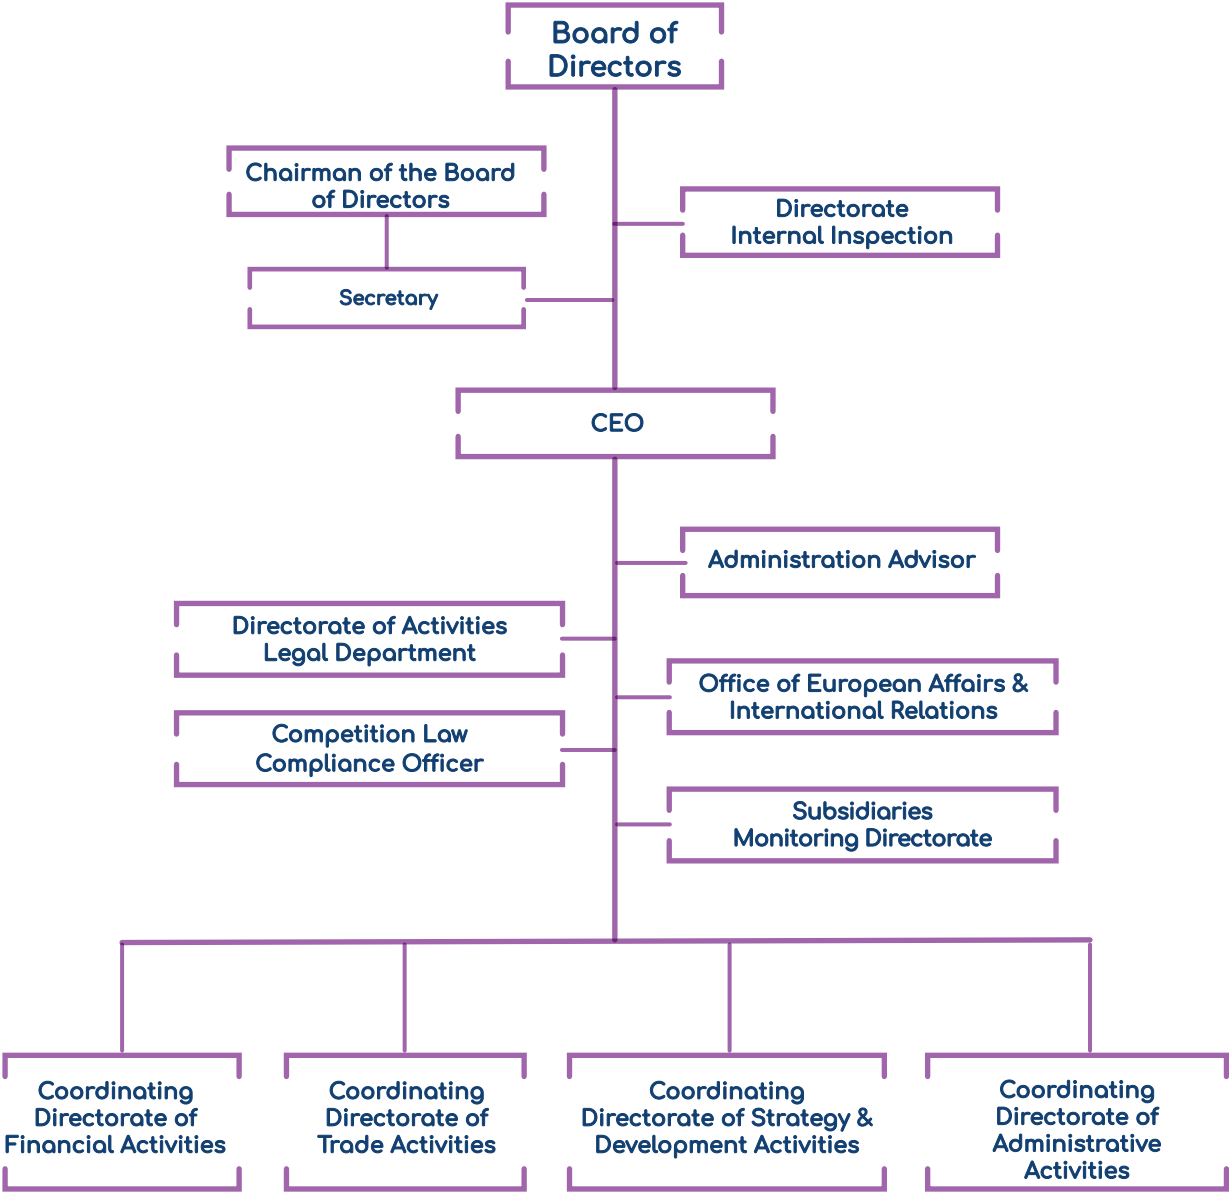 Board of
Directors
Chairman of the Board
of Directors
Directorate
Internal Inspection
Secretary
CEO
Administration Advisor
Directorate of Activities
Legal Department
Office of European Affairs &
International Relations
Competition Law
Compliance Officer
Subsidiaries
Monitoring Directorate
Coordinating
Directorate of
Financial Activities
Coordinating
Directorate of
Trade Activities
Coordinating
Directorate of Strategy &
Development Activities
Coordinating
Directorate of
Administrative
Activities